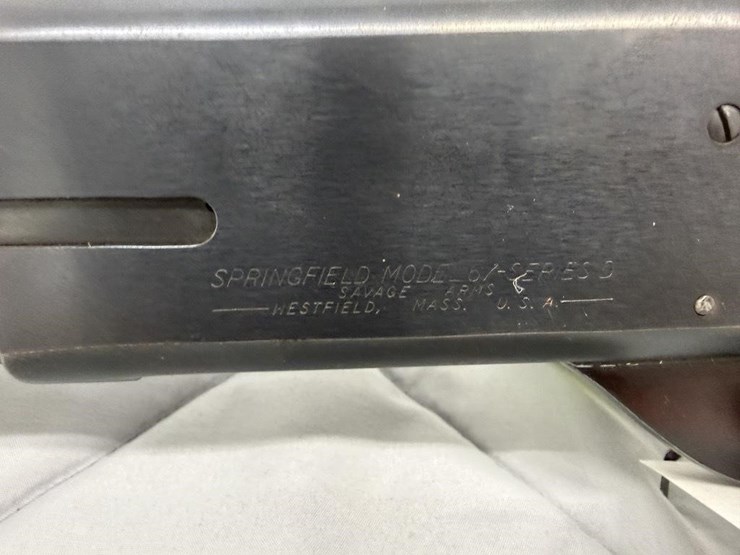 SPRINGFIELD MODEL 67-SERIES D
SAVAGE ARMS
WESTFIELD, MASS. U. S. A.